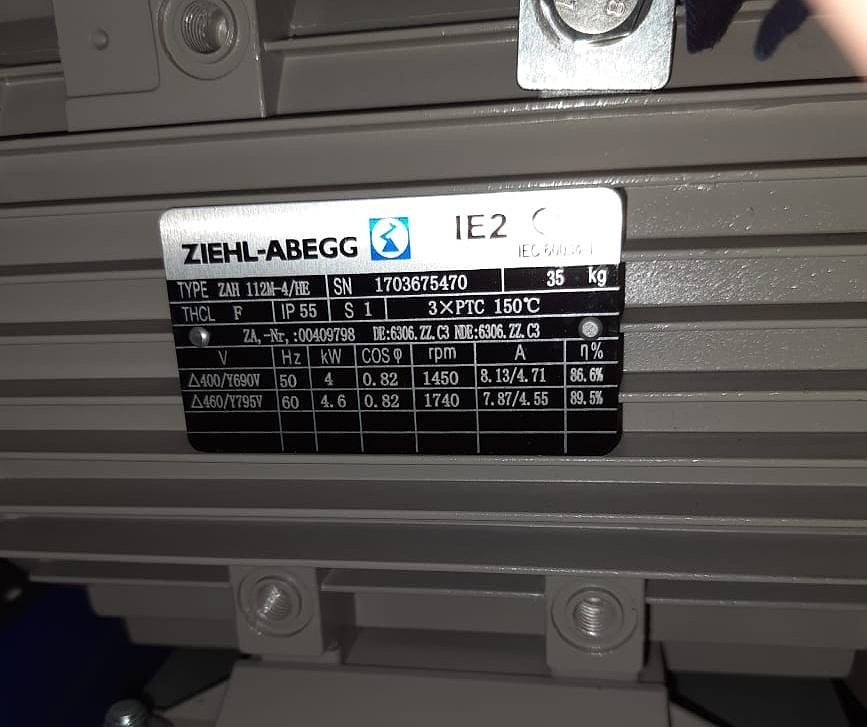 ZIEHL-ABEGG IE2
TYPE ZAH 112M-4/HE SN 1703675470 35 kg
THCL F IP 55 S 1 3×PTC 150℃
ZA,-Nr,:00409798 DE:6306.ZZ.C3 NDE:6306.ZZ.C3
V Hz kW COSφ rpm A η%
△400/Y690V 50 4 0.82 1450 8.13/4.71 86.6%
△460/Y795V 60 4.6 0.82 1740 7.87/4.55 89.5%